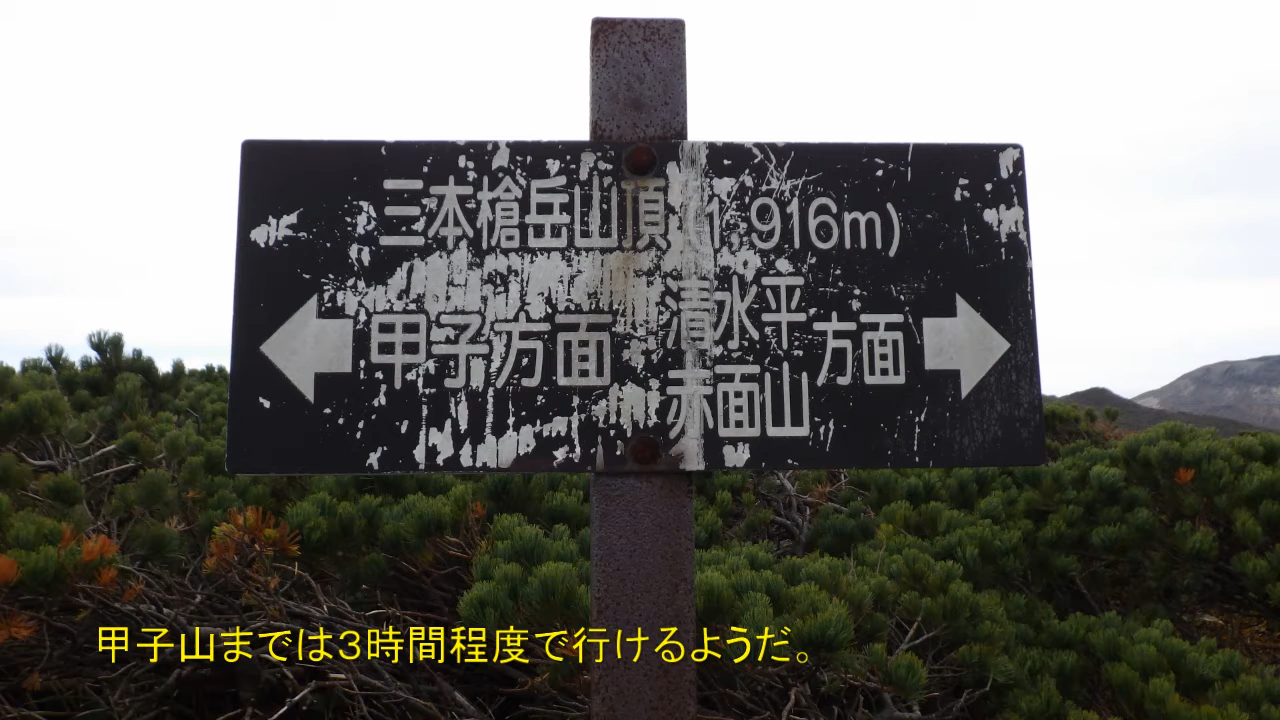 三本槍岳山頂(1,916m)
甲子方面
清水平
赤面山
方面
甲子山までは3時間程度で行けるようだ。